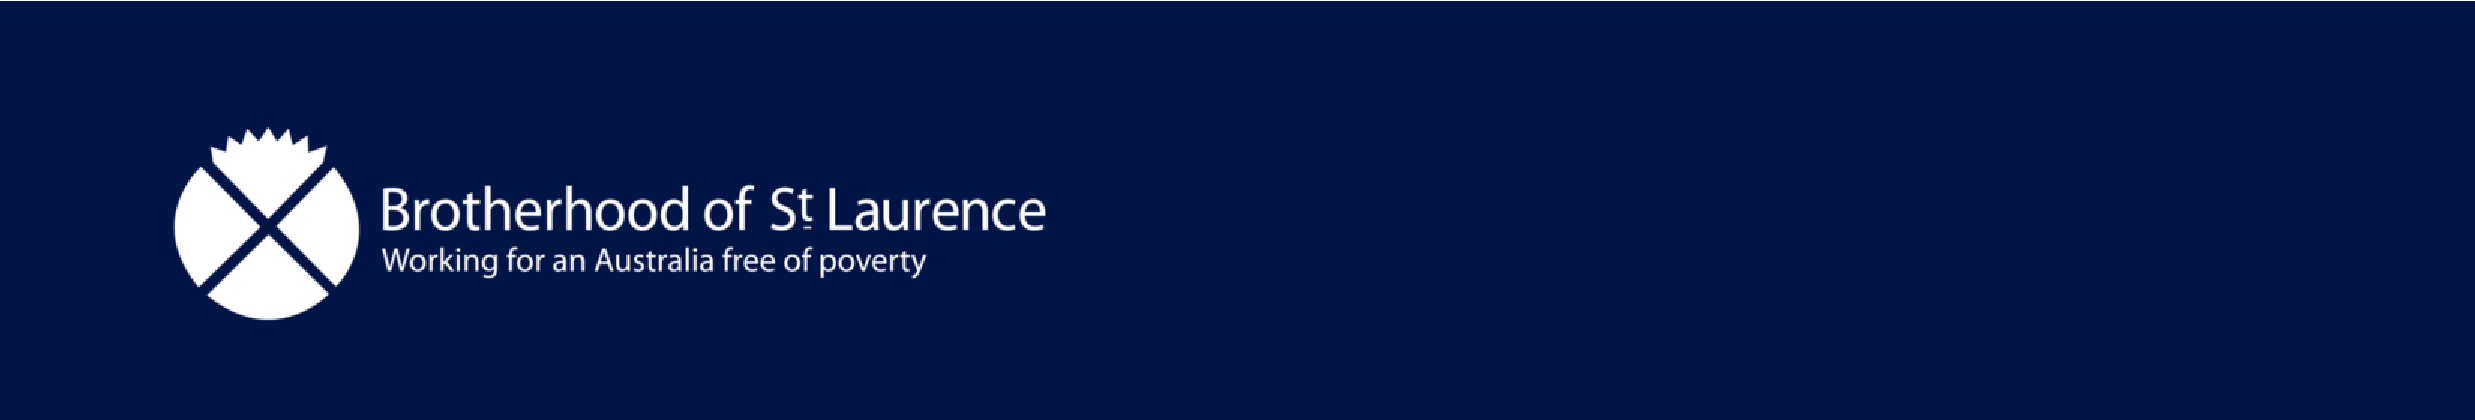 Brotherhood of St Laurence
Working for an Australia free of poverty